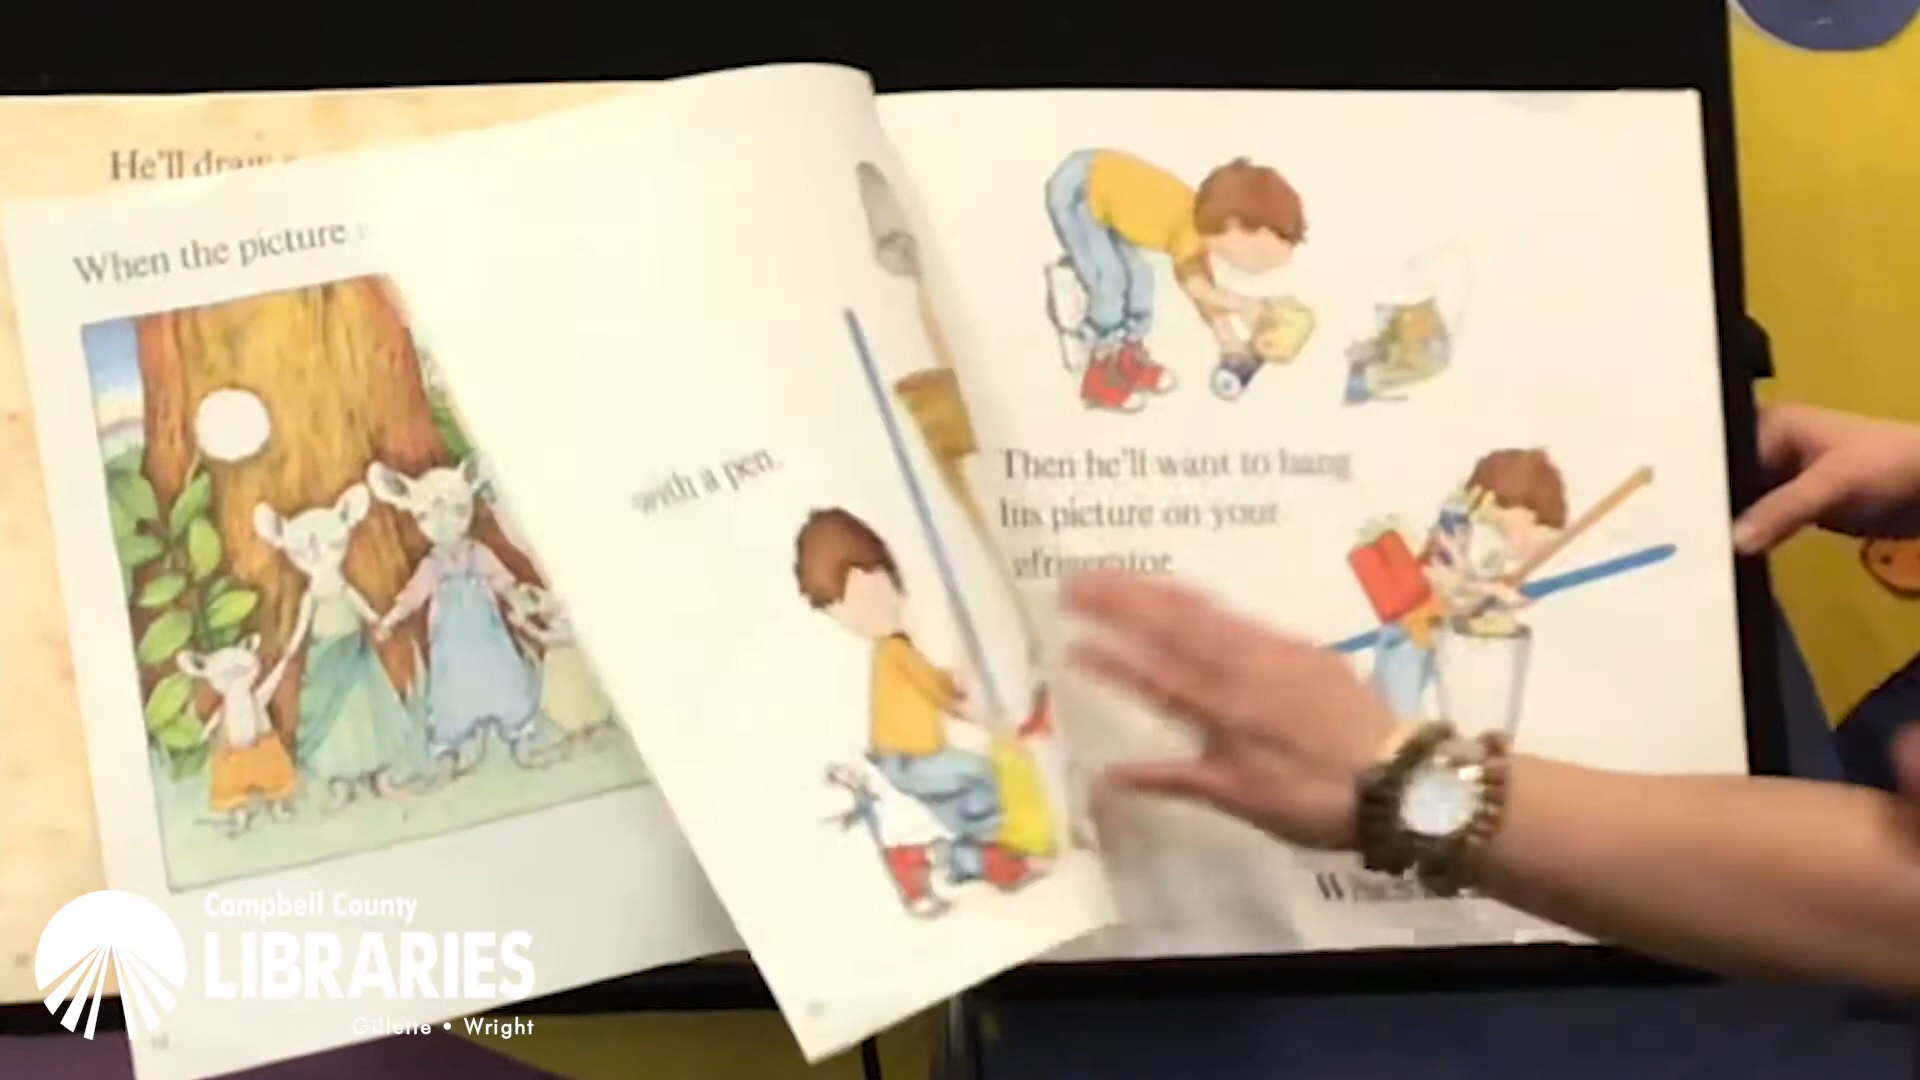 He'll draw
When the picture
with a pen.
Then he'll want to hang
his picture on your
refrigerator
Campbell County
LIBRARIES
Gillette • Wright